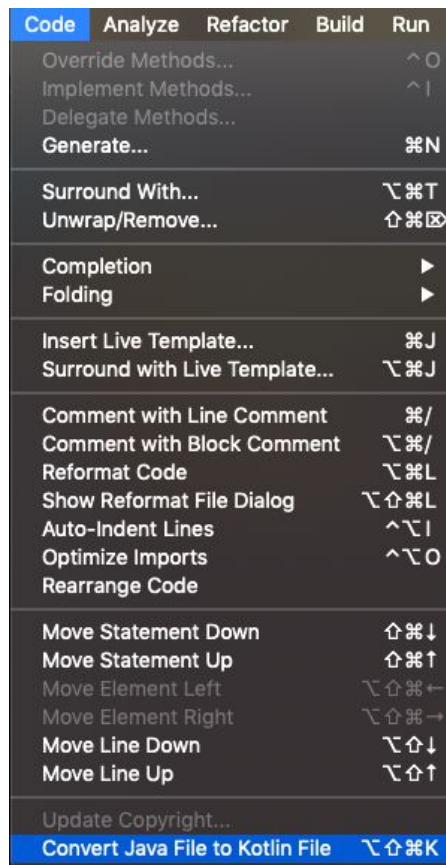 Code Analyze Refactor Build Run
Override Methods... ^O
Implement Methods... ^I
Delegate Methods...
Generate... ⌘N
Surround With... ⌥⌘T
Unwrap/Remove... ⇧⌘⌦
Completion ▶
Folding ▶
Insert Live Template... ⌘J
Surround with Live Template... ⌥⌘J
Comment with Line Comment ⌘/
Comment with Block Comment ⌥⌘/
Reformat Code ⌥⌘L
Show Reformat File Dialog ⌥⇧⌘L
Auto-Indent Lines ^⌥I
Optimize Imports ^⌥O
Rearrange Code
Move Statement Down ⇧⌘↓
Move Statement Up ⇧⌘↑
Move Element Left ⌥⇧⌘←
Move Element Right ⌥⇧⌘→
Move Line Down ⌥⇧↓
Move Line Up ⌥⇧↑
Update Copyright...
Convert Java File to Kotlin File ⌥⇧⌘K